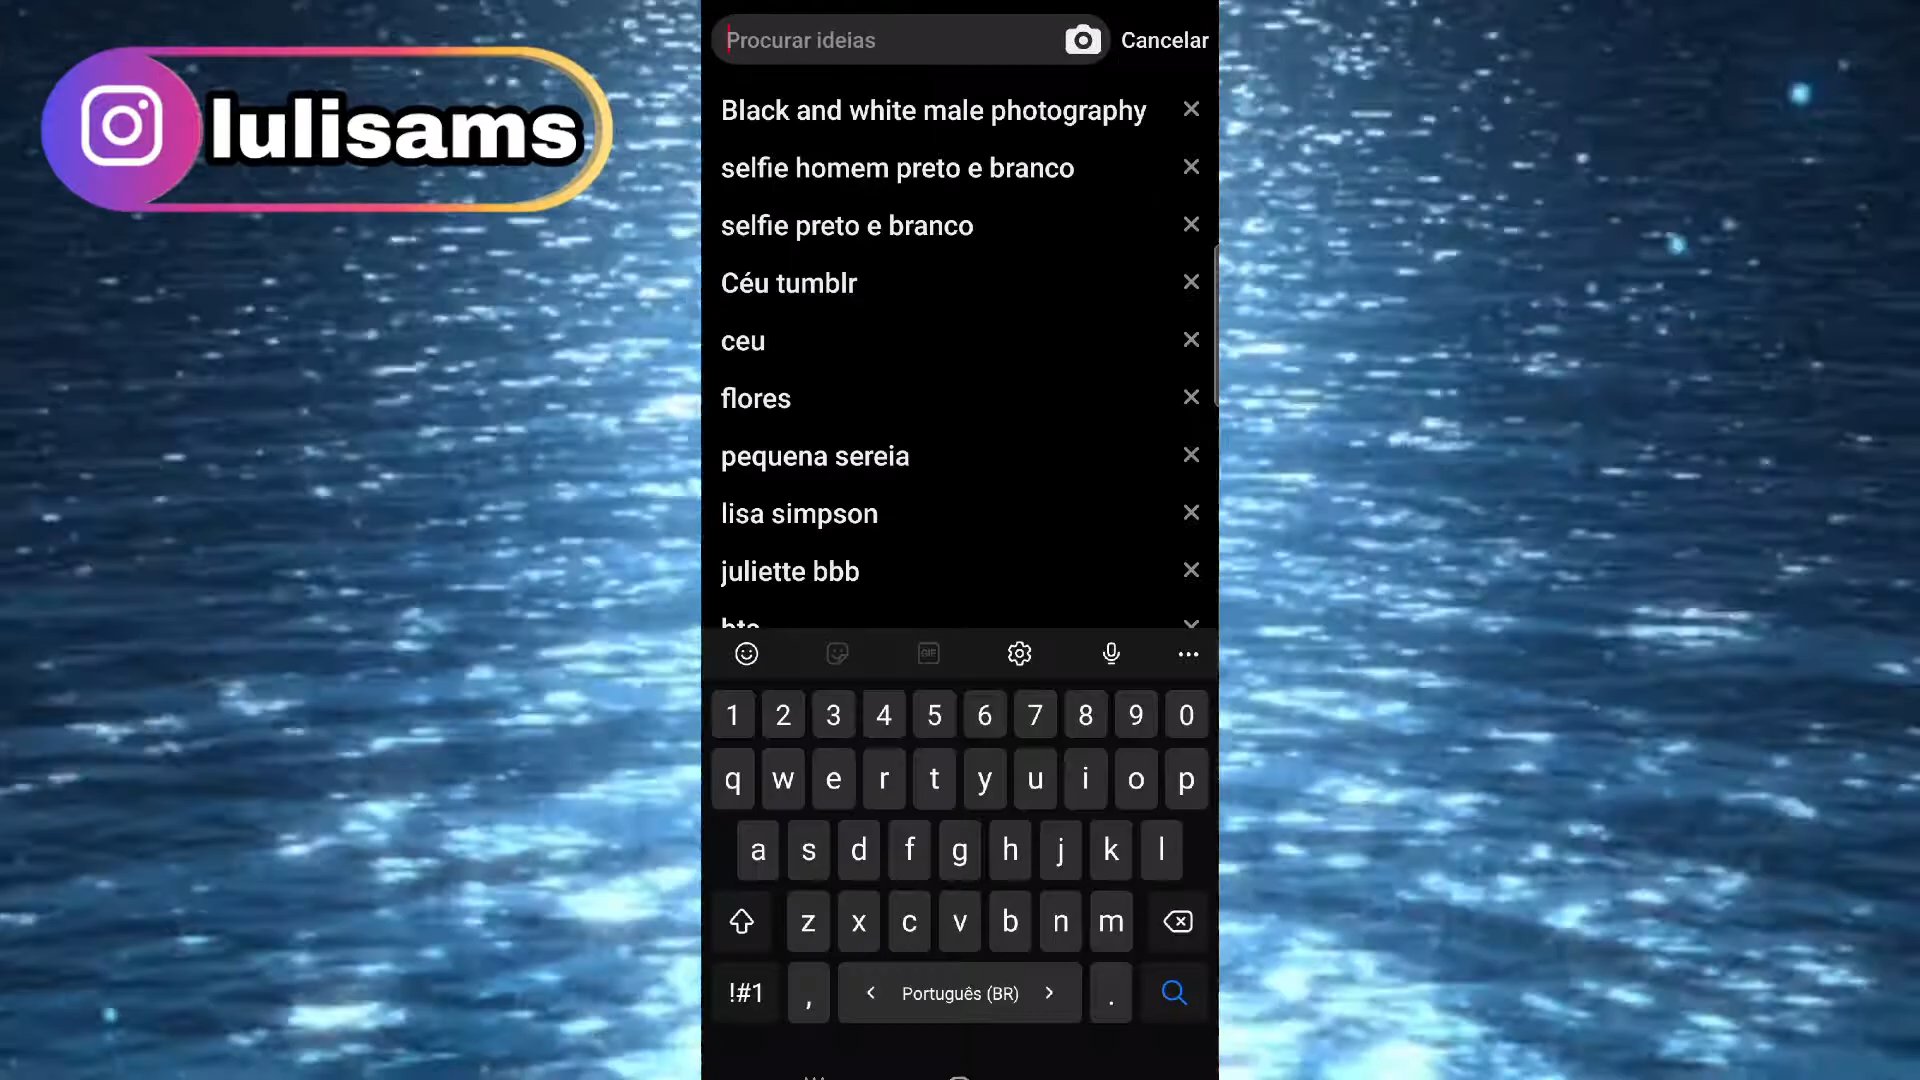 lulisams
Procurar ideias
Cancelar
Black and white male photography
selfie homem preto e branco
selfie preto e branco
Céu tumblr
ceu
flores
pequena sereia
lisa simpson
juliette bbb
GIF
1 2 3 4 5 6 7 8 9 0
q w e r t y u i o p
a s d f g h j k l
z x c v b n m
!#1 , < Português (BR) > .